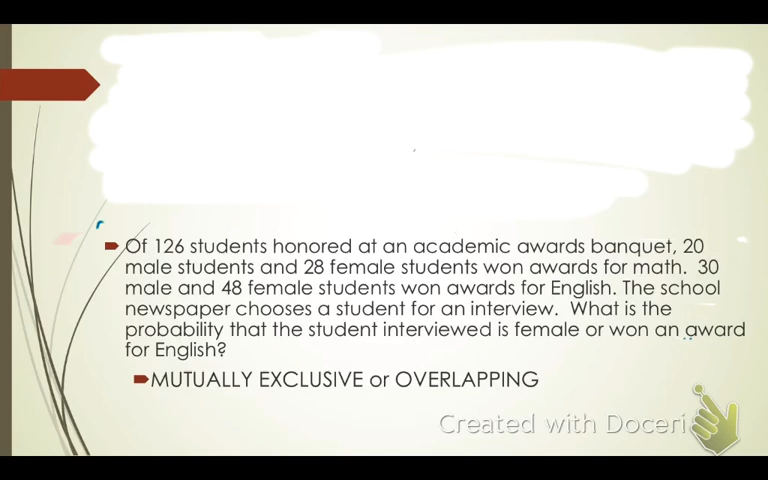 Of 126 students honored at an academic awards banquet, 20
male students and 28 female students won awards for math.  30
male and 48 female students won awards for English. The school
newspaper chooses a student for an interview.  What is the
probability that the student interviewed is female or won an award
for English?
MUTUALLY EXCLUSIVE or OVERLAPPING
Created with Doceri